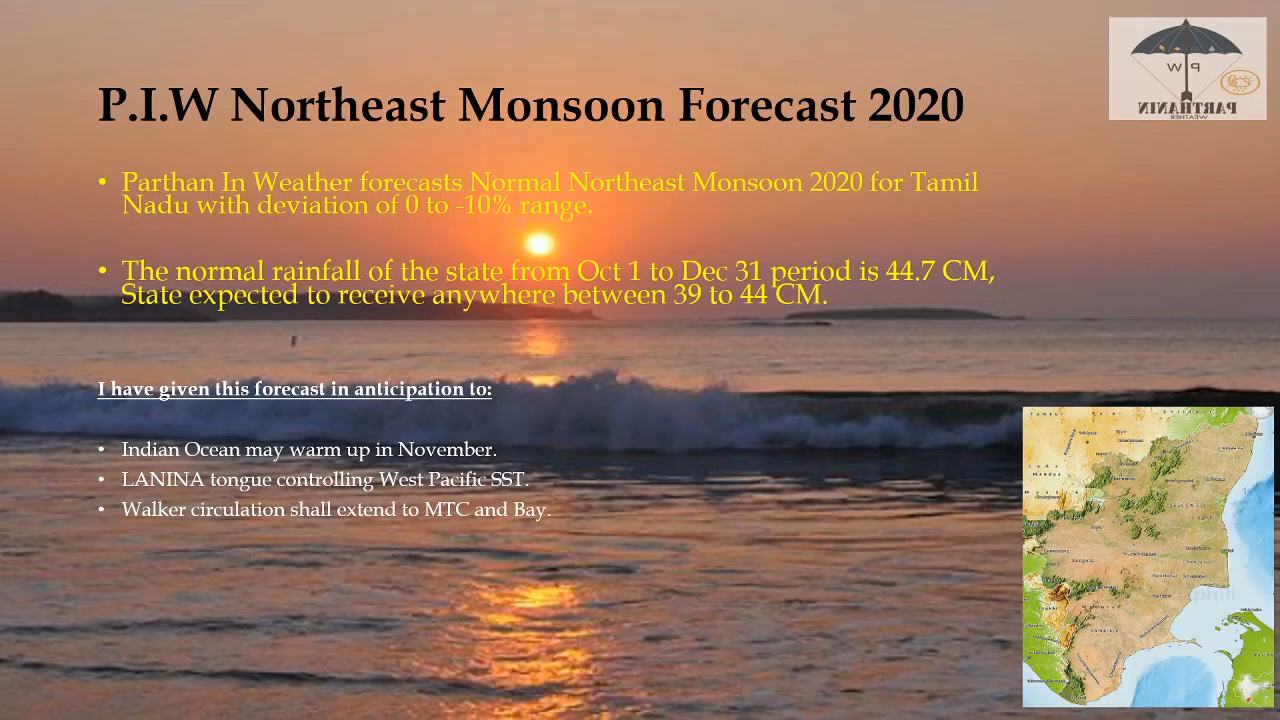 P.I.W Northeast Monsoon Forecast 2020
P W
PARTHANIN
WEATHER
• Parthan In Weather forecasts Normal Northeast Monsoon 2020 for Tamil
Nadu with deviation of 0 to -10% range.
• The normal rainfall of the state from Oct 1 to Dec 31 period is 44.7 CM,
State expected to receive anywhere between 39 to 44 CM.
I have given this forecast in anticipation to:
• Indian Ocean may warm up in November.
• LANINA tongue controlling West Pacific SST.
• Walker circulation shall extend to MTC and Bay.